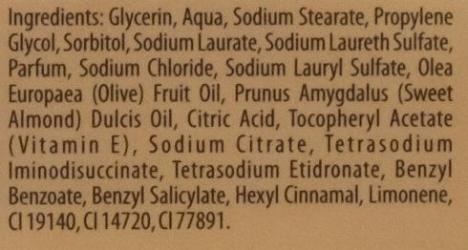 Ingredients: Glycerin, Aqua, Sodium Stearate, Propylene
Glycol, Sorbitol, Sodium Laurate, Sodium Laureth Sulfate,
Parfum, Sodium Chloride, Sodium Lauryl Sulfate, Olea
Europaea (Olive) Fruit Oil, Prunus Amygdalus (Sweet
Almond) Dulcis Oil, Citric Acid, Tocopheryl Acetate
(Vitamin E), Sodium Citrate, Tetrasodium
Iminodisuccinate, Tetrasodium Etidronate, Benzyl
Benzoate, Benzyl Salicylate, Hexyl Cinnamal, Limonene,
CI 19140, CI 14720, CI 77891.